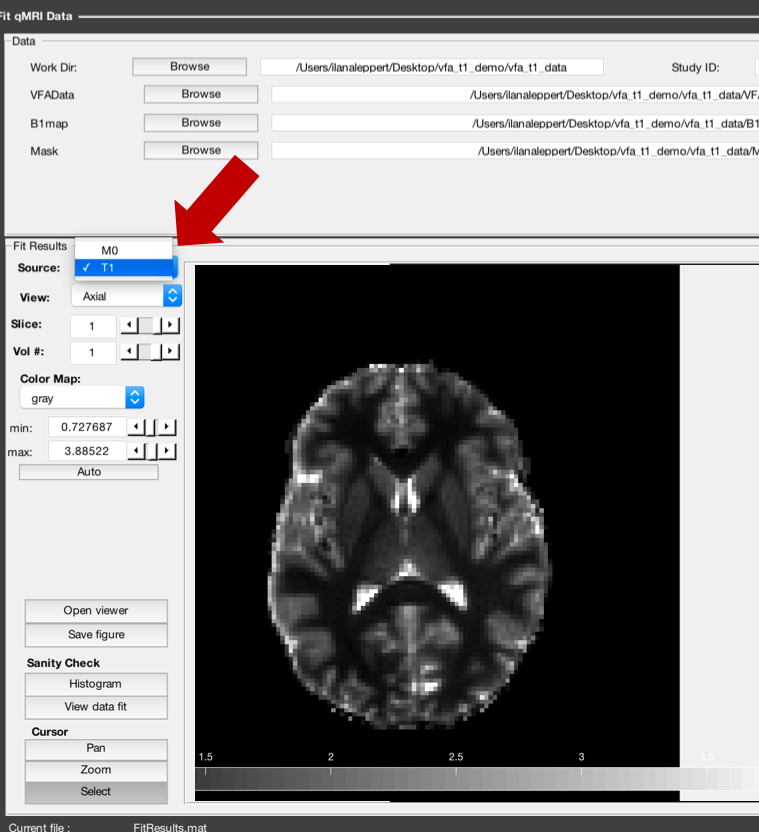 Fit qMRI Data
Data
Work Dir: Browse /Users/ilanaleppert/Desktop/vfa_t1_demo/vfa_t1_data Study ID:
VFAData Browse /Users/ilanaleppert/Desktop/vfa_t1_demo/vfa_t1_data/VF
B1map Browse /Users/ilanaleppert/Desktop/vfa_t1_demo/vfa_t1_data/B1
Mask Browse /Users/ilanaleppert/Desktop/vfa_t1_demo/vfa_t1_data/M
Fit Results
M0
Source: ✓ T1
View: Axial
Slice: 1
Vol #: 1
Color Map:
gray
min: 0.727687
max: 3.88522
Auto
Open viewer
Save figure
Sanity Check
Histogram
View data fit
Cursor
Pan
Zoom
Select
1.5 2 2.5 3 3.5
Current file : FitResults.mat